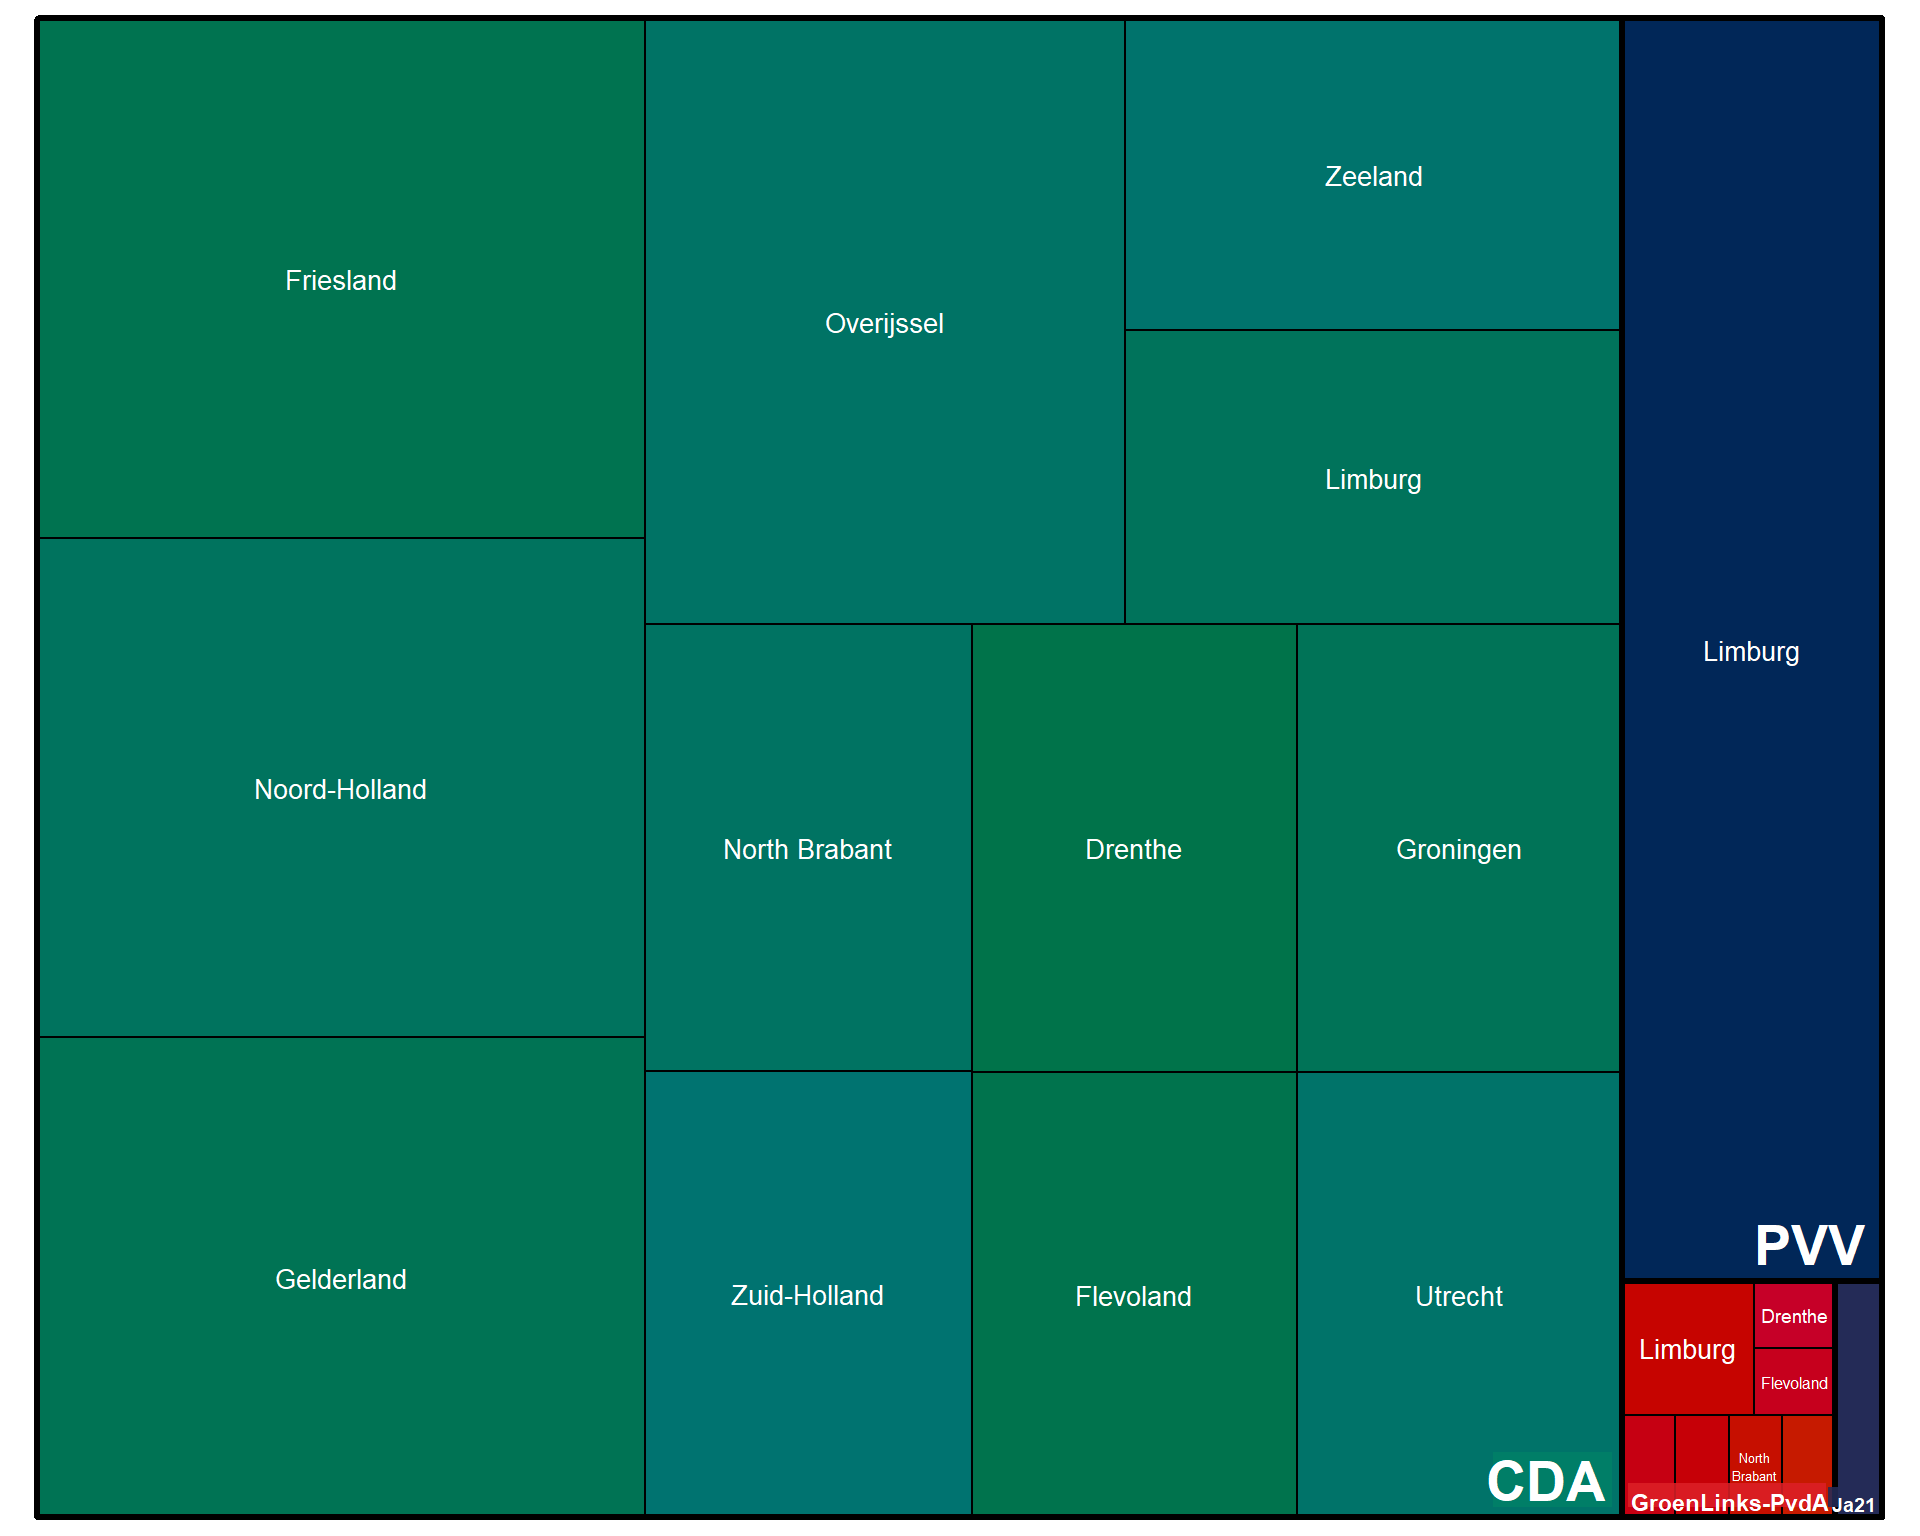 Friesland
Noord-Holland
Gelderland
Overijssel
Zeeland
Limburg
North Brabant
Drenthe
Groningen
Zuid-Holland
Flevoland
Utrecht
CDA
Limburg
PVV
Limburg
Drenthe
Flevoland
North
Brabant
GroenLinks-PvdA
Ja21